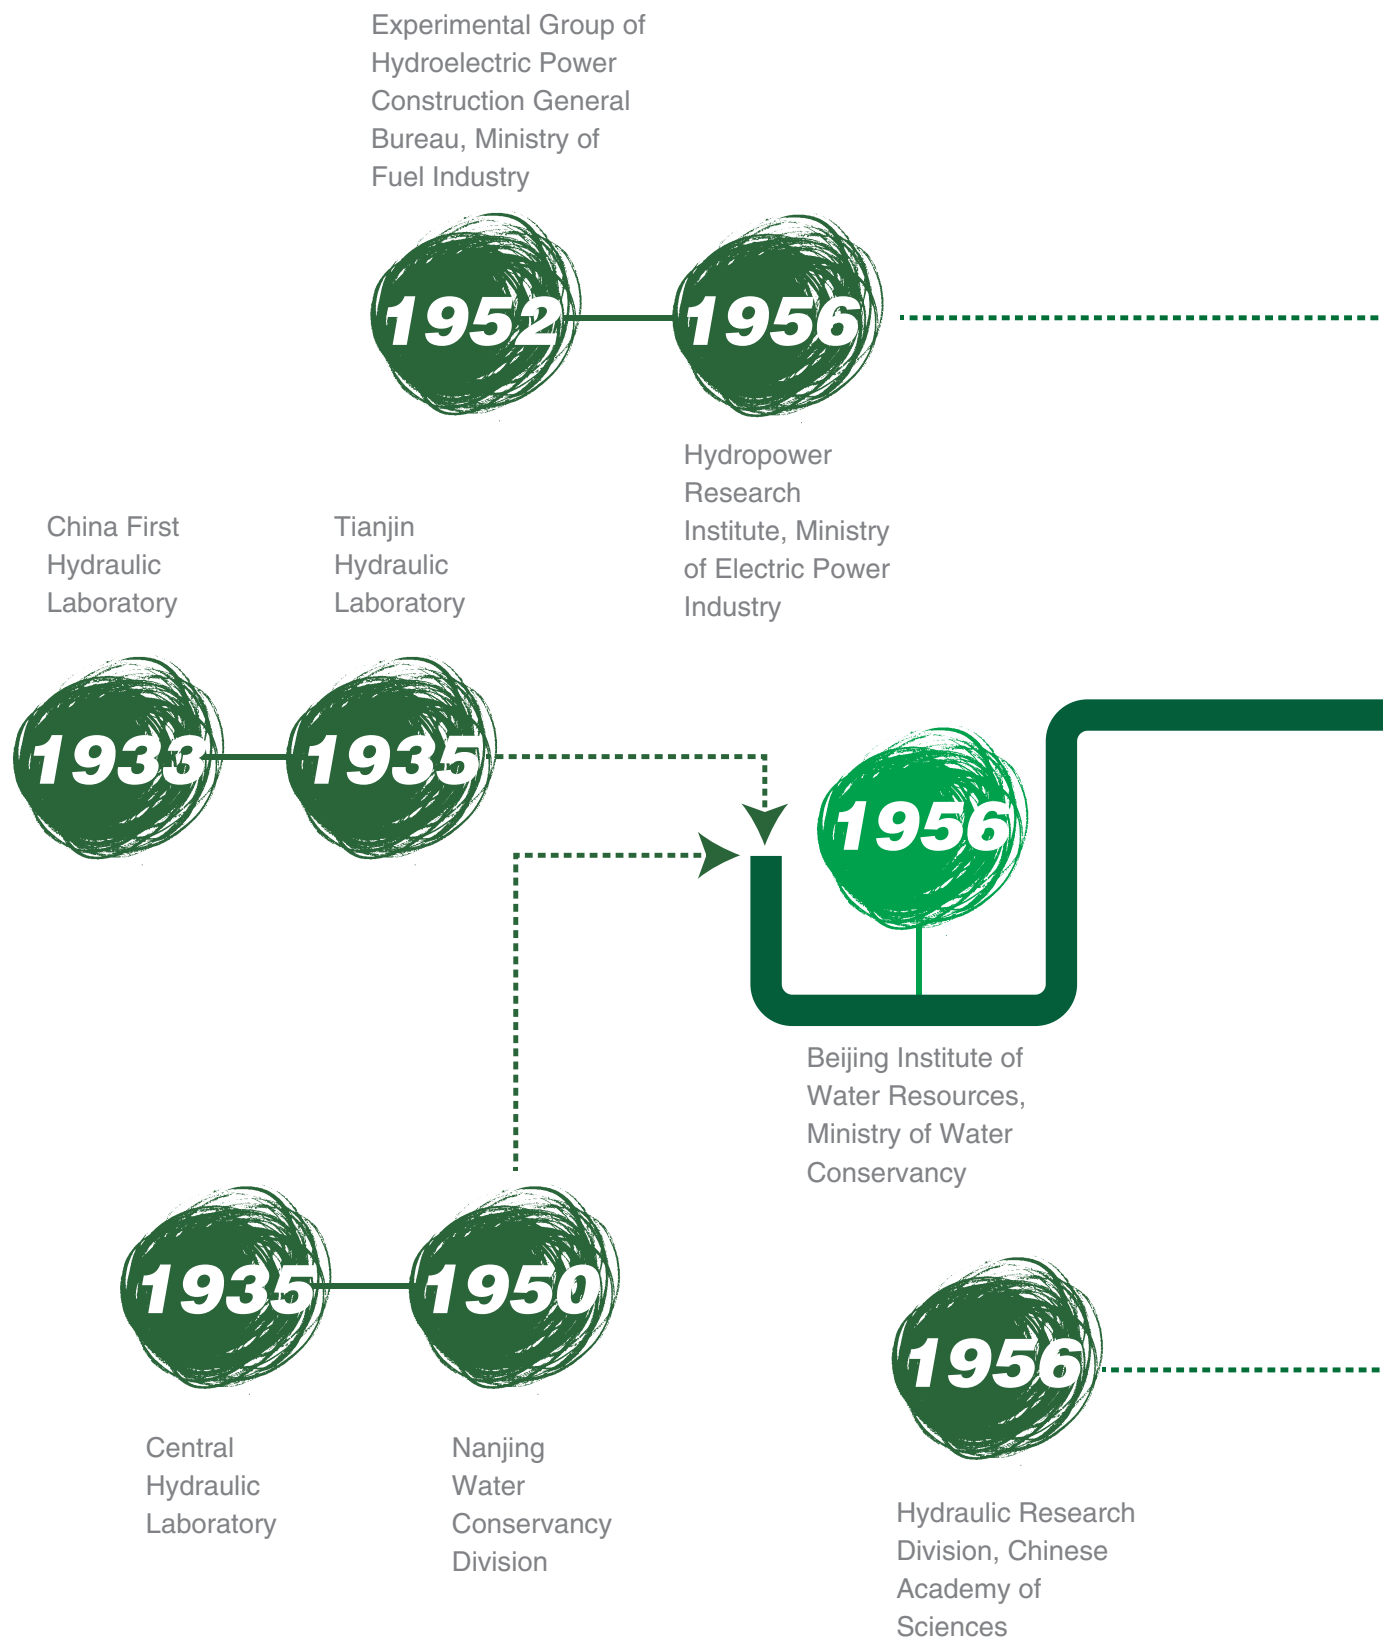 Experimental Group of
Hydroelectric Power
Construction General
Bureau, Ministry of
Fuel Industry
1952
1956
Hydropower
Research
Institute, Ministry
of Electric Power
Industry
China First
Hydraulic
Laboratory
Tianjin
Hydraulic
Laboratory
1933
1935
1956
Beijing Institute of
Water Resources,
Ministry of Water
Conservancy
1935
1950
Central
Hydraulic
Laboratory
Nanjing
Water
Conservancy
Division
1956
Hydraulic Research
Division, Chinese
Academy of
Sciences